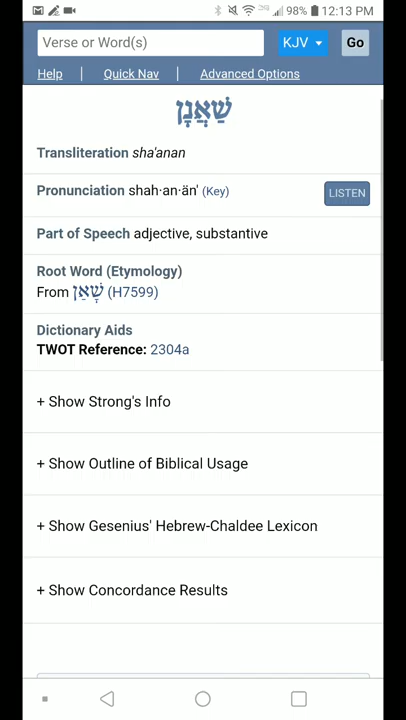 98% 12:13 PM
Verse or Word(s) KJV Go
Help | Quick Nav | Advanced Options
שַׁאֲנָן
Transliteration sha'anan
Pronunciation shah·an·än' (Key) LISTEN
Part of Speech adjective, substantive
Root Word (Etymology)
From שָׁאַן (H7599)
Dictionary Aids
TWOT Reference: 2304a
+ Show Strong's Info
+ Show Outline of Biblical Usage
+ Show Gesenius' Hebrew-Chaldee Lexicon
+ Show Concordance Results